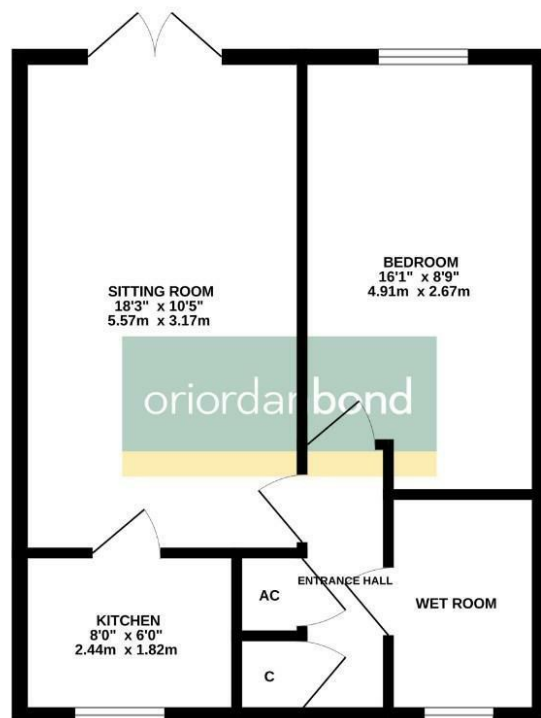 BEDROOM
16'1" x 8'9"
4.91m x 2.67m
SITTING ROOM
18'3" x 10'5"
5.57m x 3.17m
oriordan bond
ENTRANCE HALL
AC
WET ROOM
KITCHEN
8'0" x 6'0"
2.44m x 1.82m
C